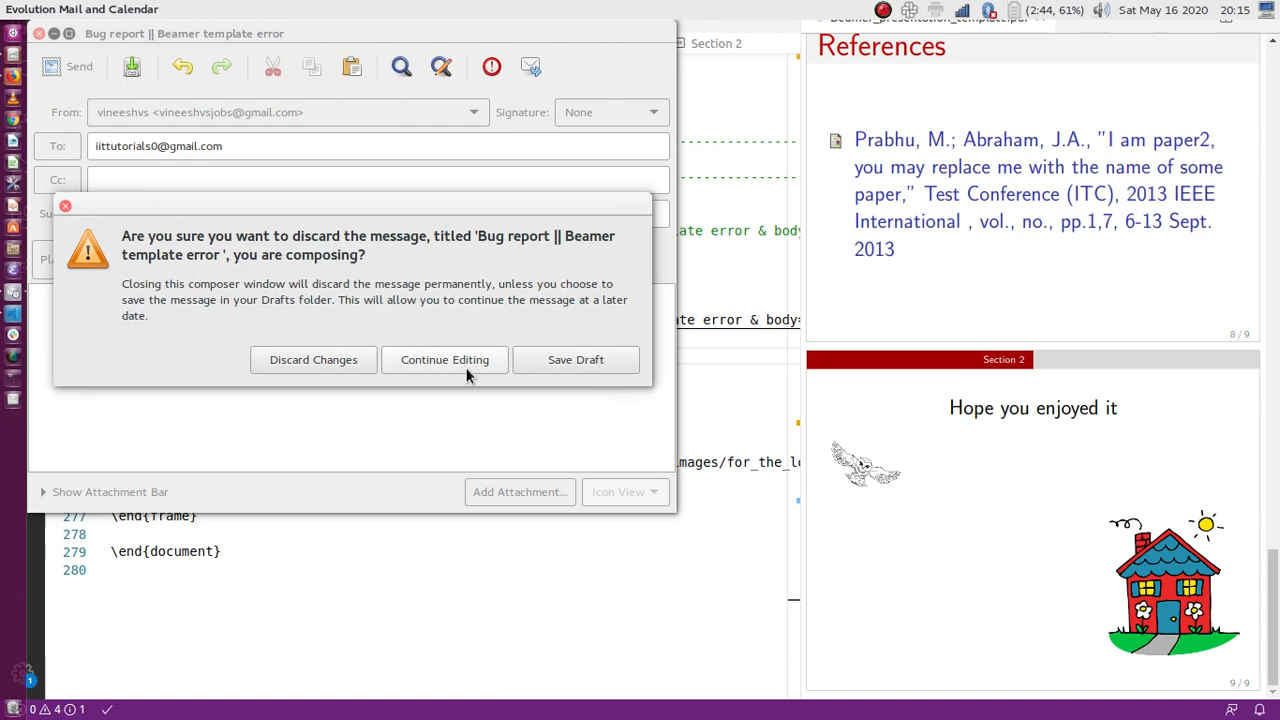 Evolution Mail and Calendar
(2:44, 61%)
Sat May 16 2020
20:15
Bug report || Beamer template error
Send
From:
vineeshvs <vineeshvsjobs@gmail.com>
Signature:
None
To:
iittutorials0@gmail.com
Cc:
Are you sure you want to discard the message, titled 'Bug report || Beamer
template error ', you are composing?
Closing this composer window will discard the message permanently, unless you choose to
save the message in your Drafts folder. This will allow you to continue the message at a later
date.
Discard Changes
Continue Editing
Save Draft
Show Attachment Bar
Add Attachment...
Icon View
Section 2
ate error & body
ate error & body=
images/for_the_lo
277 \end{frame}
278
279 \end{document}
280
0 4 1
1
References
Prabhu, M.; Abraham, J.A., "I am paper2,
you may replace me with the name of some
paper," Test Conference (ITC), 2013 IEEE
International , vol., no., pp.1,7, 6-13 Sept.
2013
8 / 9
Section 2
Hope you enjoyed it
9 / 9